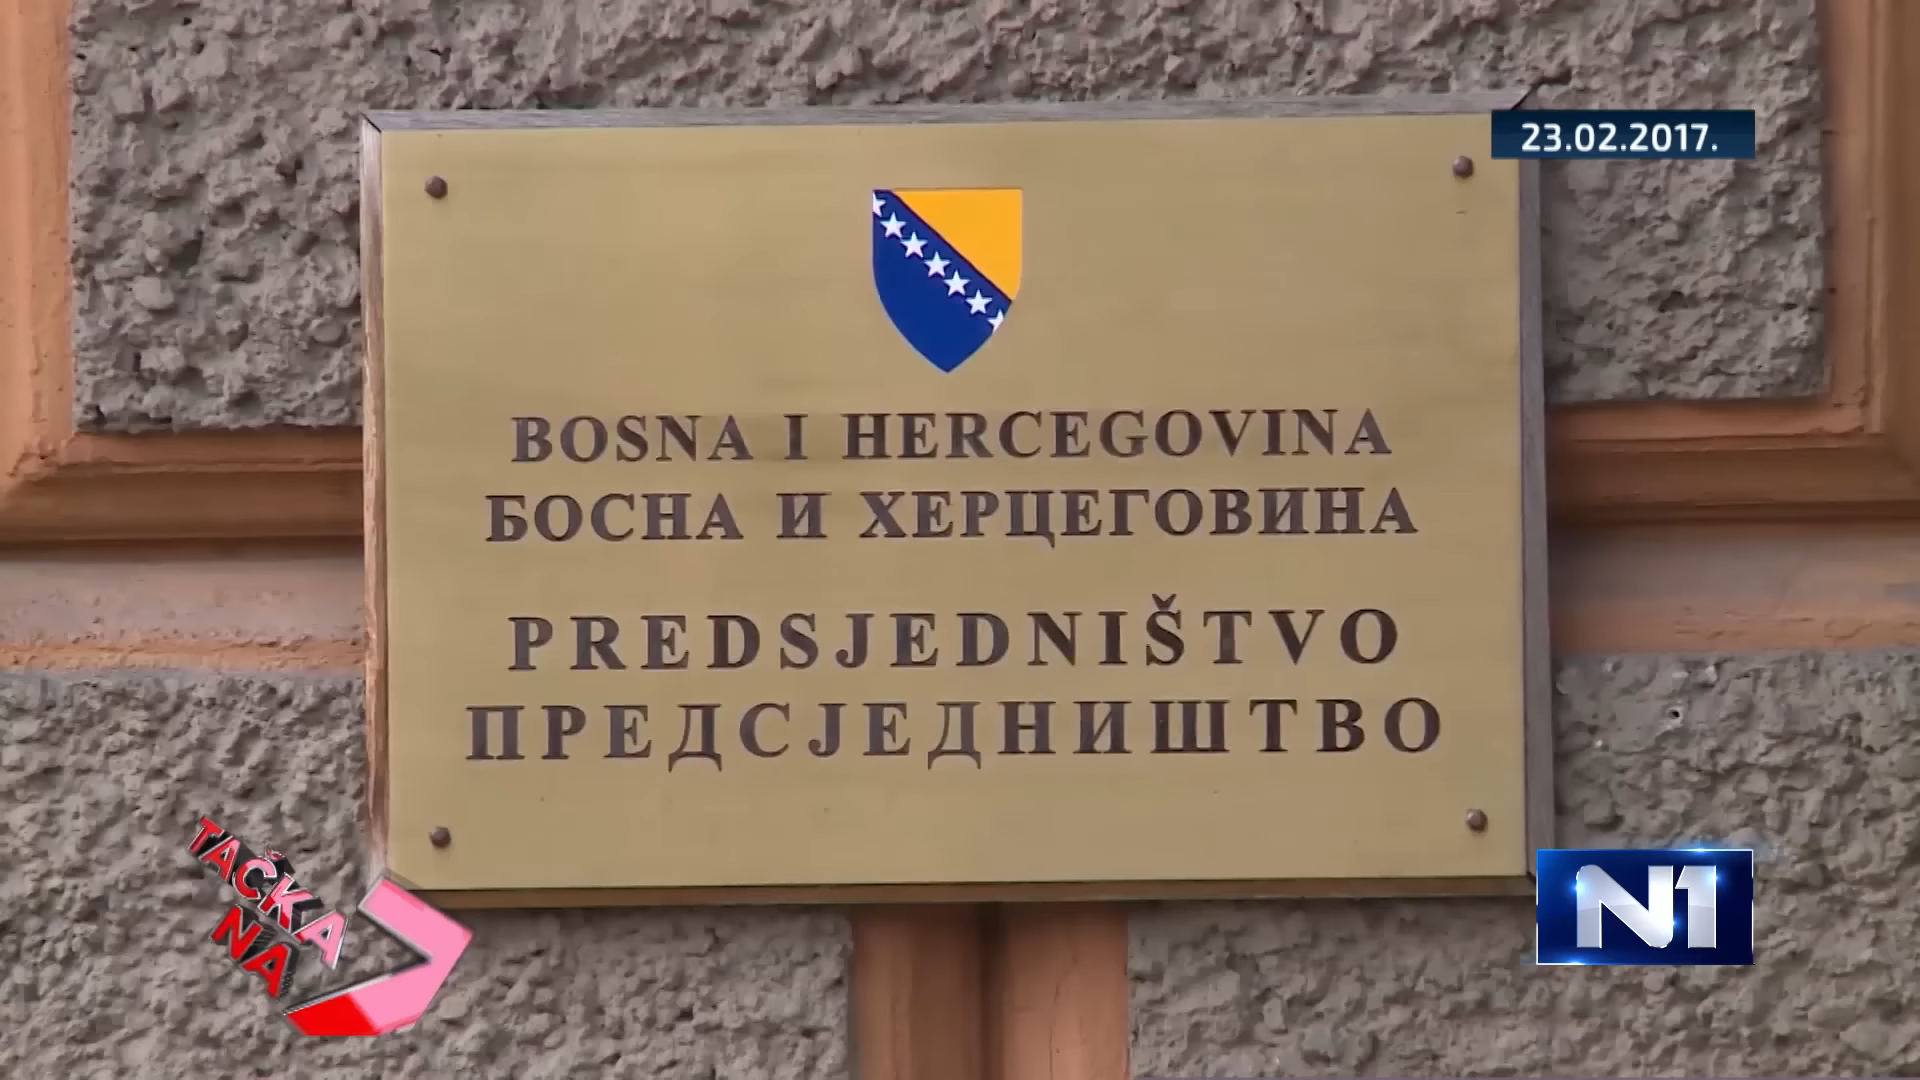 23.02.2017.
BOSNA I HERCEGOVINA
БОСНА И ХЕРЦЕГОВИНА
PREDSJEDNIŠTVO
ПРЕДСЈЕДНИШТВО
TAČKA
NA
N1